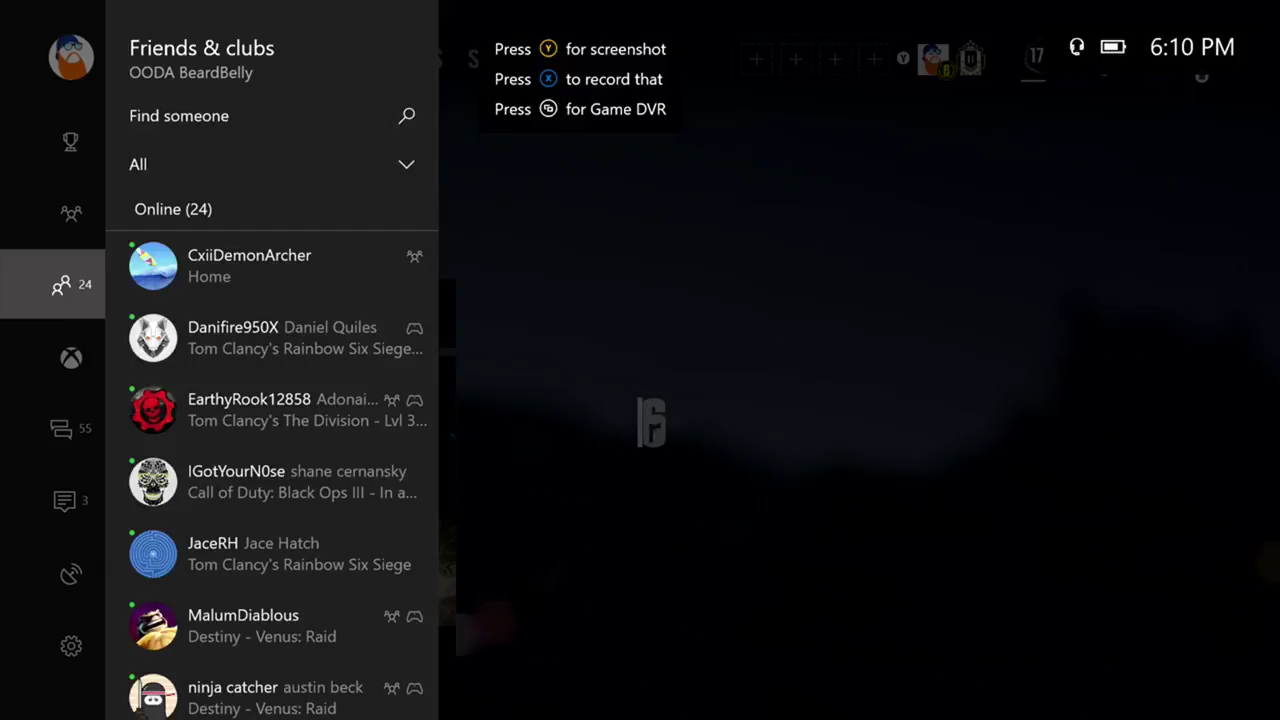 Friends & clubs
OODA BeardBelly
Find someone
All
Online (24)
CxiiDemonArcher
Home
Danifire950X Daniel Quiles
Tom Clancy's Rainbow Six Siege...
EarthyRook12858 Adonai...
Tom Clancy's The Division - Lvl 3...
IGotYourN0se shane cernansky
Call of Duty: Black Ops III - In a...
JaceRH Jace Hatch
Tom Clancy's Rainbow Six Siege
MalumDiablous
Destiny - Venus: Raid
ninja catcher austin beck
Destiny - Venus: Raid
24
55
3
Press Y for screenshot
Press X to record that
Press for Game DVR
S
Y
17
6:10 PM
6